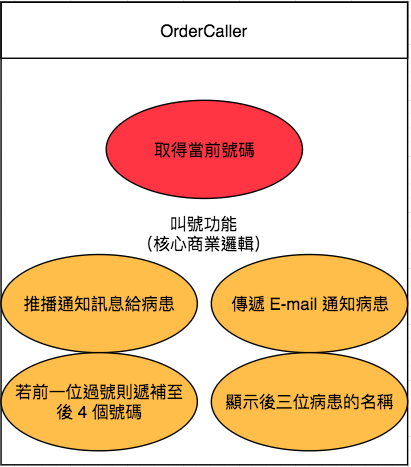 OrderCaller
取得當前號碼
叫號功能
（核心商業邏輯）
推播通知訊息給病患
傳遞 E-mail 通知病患
若前一位過號則遞補至
後 4 個號碼
顯示後三位病患的名稱